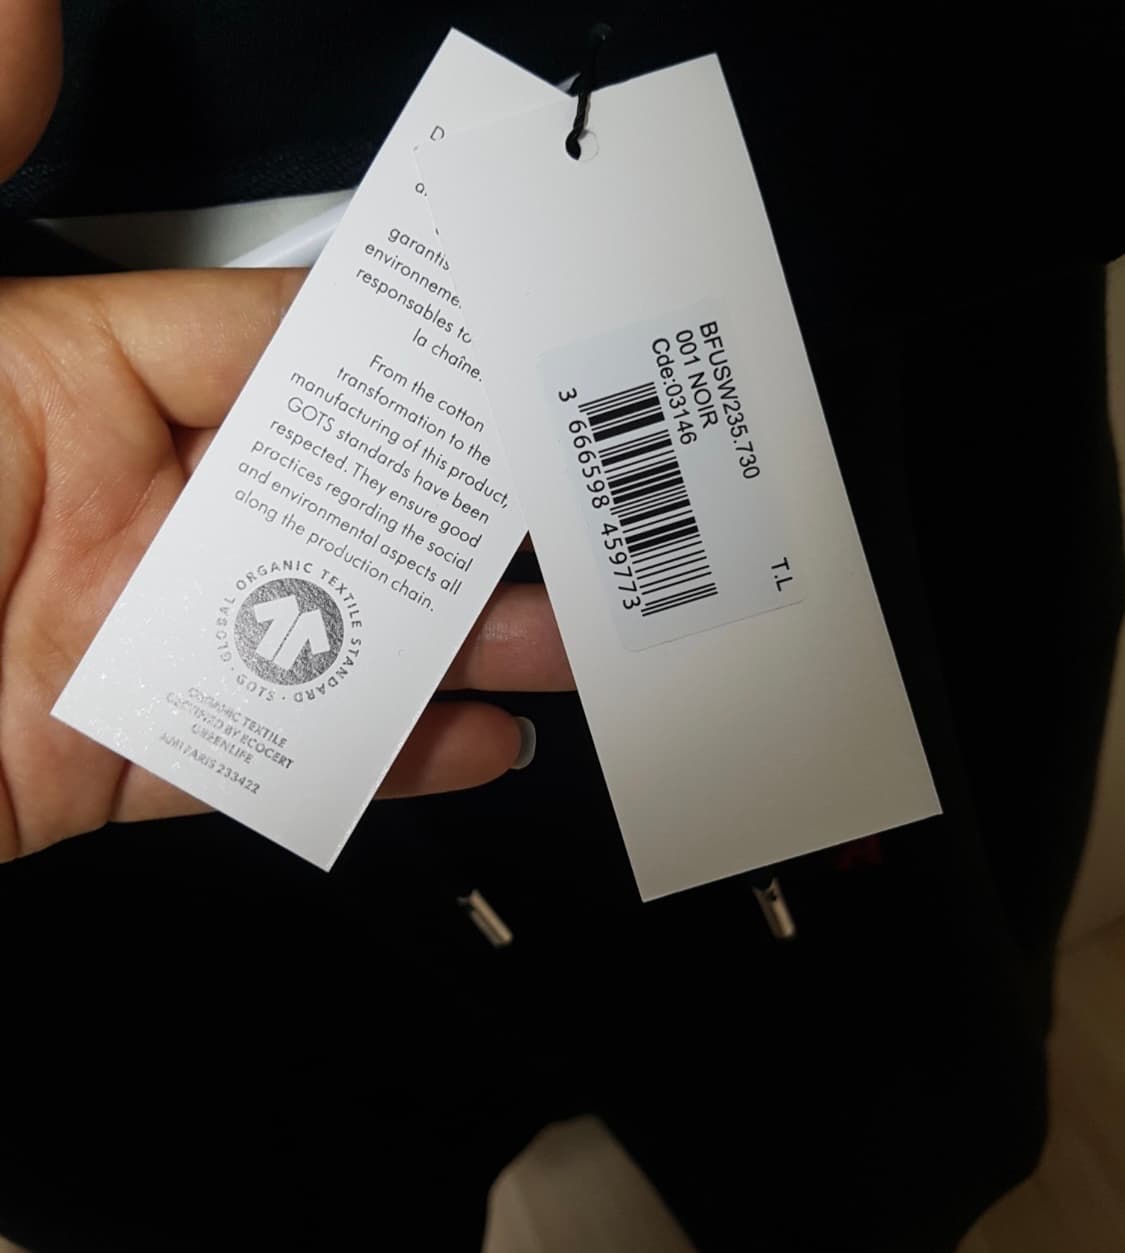 garantis
responsables
la chaîne.
From the cotton
transformation to the
manufacturing of this product,
GOTS standards have been
respected. They ensure good
practices regarding the social
and environmental aspects all
along the production chain.
GLOBAL ORGANIC TEXTILE STANDARD · GOTS ·
ORGANIC TEXTILE
CERTIFIED BY ECOCERT
GREENLIFE
AMI PARIS 233422
BFUSW235.730
001 NOIR
Cde:03146
T.L
3 666598 459773